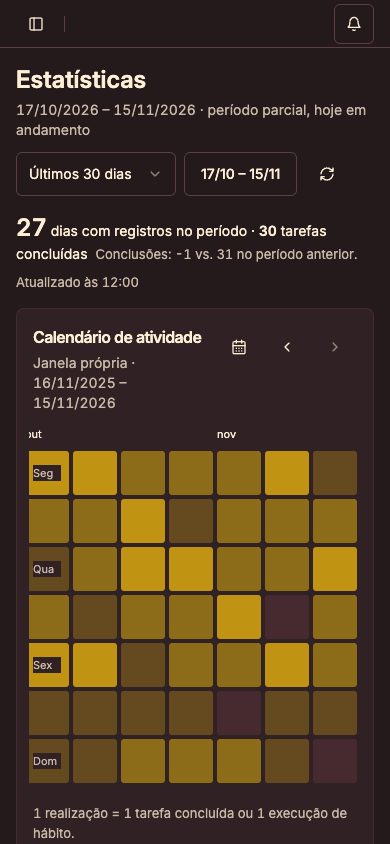 Estatísticas
17/10/2026 – 15/11/2026 · período parcial, hoje em
andamento
Últimos 30 dias
17/10 – 15/11
27 dias com registros no período · 30 tarefas
concluídas Conclusões: -1 vs. 31 no período anterior.
Atualizado às 12:00
Calendário de atividade
Janela própria ·
16/11/2025 –
15/11/2026
nov
Seg
Qua
Sex
Dom
1 realização = 1 tarefa concluída ou 1 execução de
hábito.